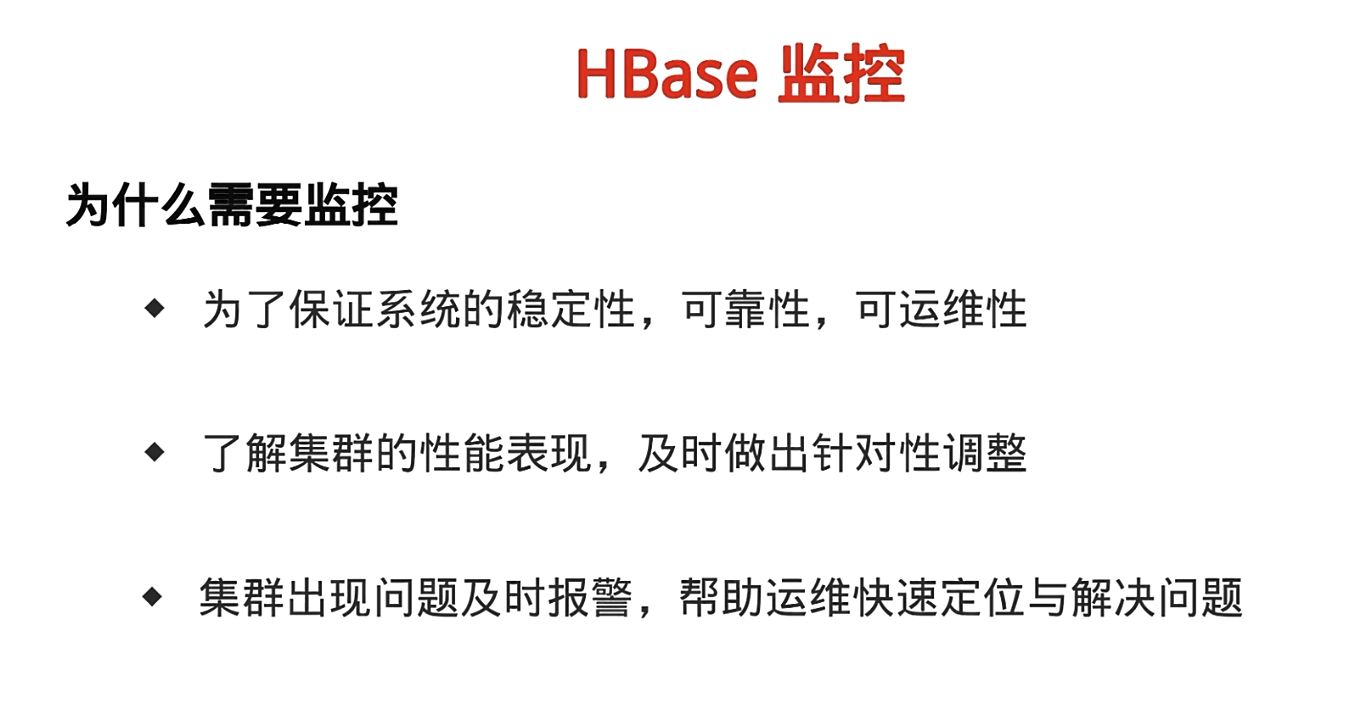 HBase 监控
为什么需要监控
◆ 为了保证系统的稳定性，可靠性，可运维性
◆ 了解集群的性能表现，及时做出针对性调整
◆ 集群出现问题及时报警，帮助运维快速定位与解决问题